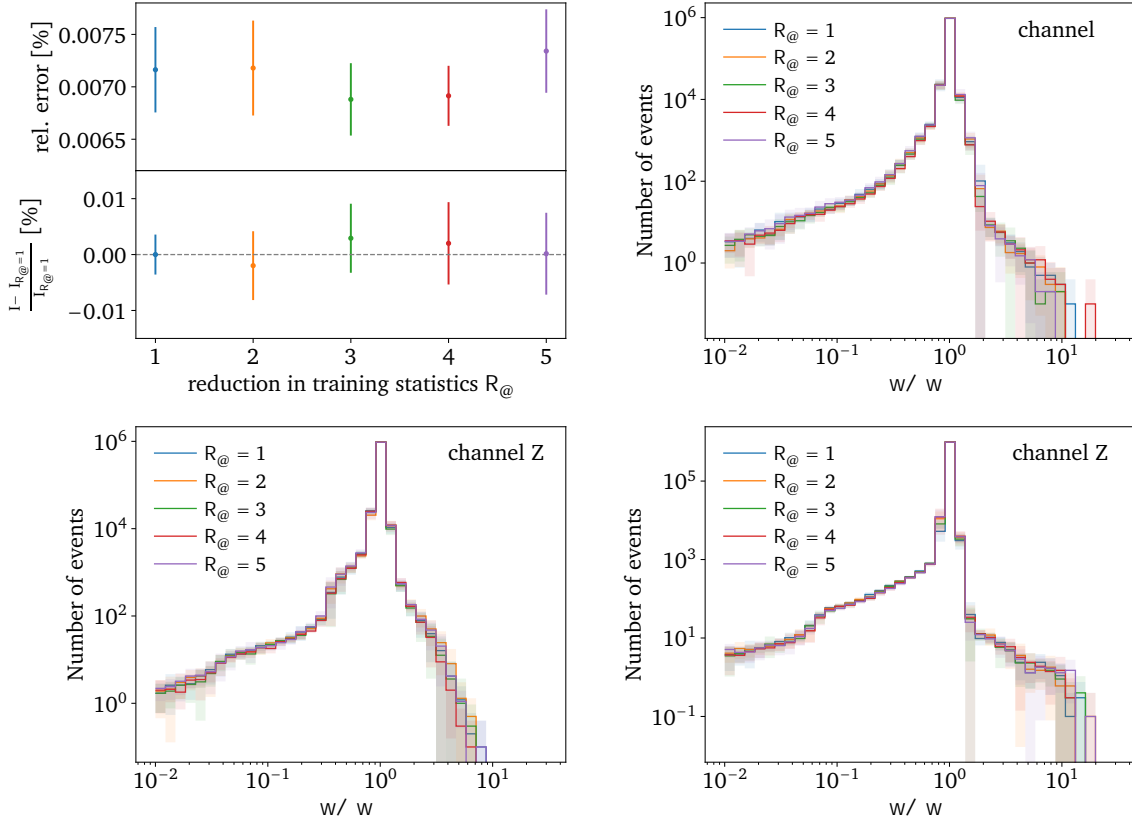 rel. error [%]
0.0075
0.0070
0.0065
I− I_{R@=1} / I_{R@=1} [%]
0.01
0.00
−0.01
1 2 3 4 5
reduction in training statistics R@
channel
R@ = 1
R@ = 2
R@ = 3
R@ = 4
R@ = 5
Number of events
10^6
10^4
10^2
10^0
10^−2 10^−1 10^0 10^1
w/ w
channel Z
R@ = 1
R@ = 2
R@ = 3
R@ = 4
R@ = 5
Number of events
10^6
10^4
10^2
10^0
10^−2 10^−1 10^0 10^1
w/ w
channel Z
R@ = 1
R@ = 2
R@ = 3
R@ = 4
R@ = 5
Number of events
10^5
10^3
10^1
10^−1
10^−2 10^−1 10^0 10^1
w/ w